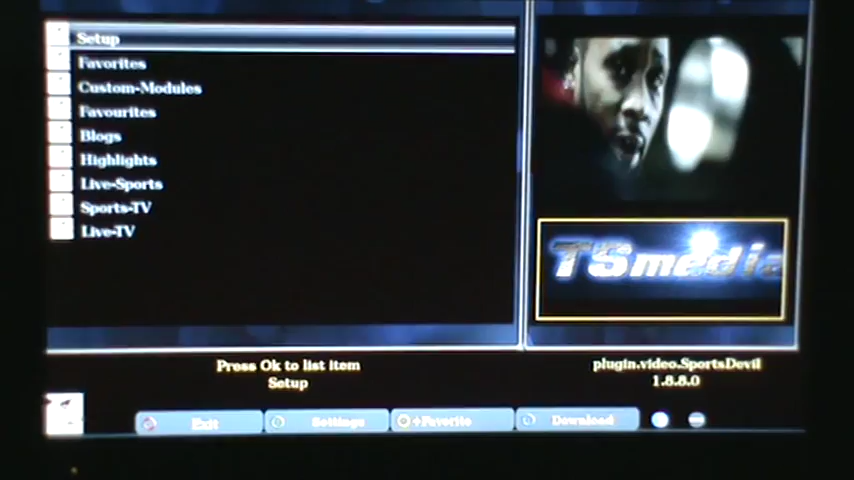 Setup
Favorites
Custom-Modules
Favourites
Blogs
Highlights
Live-Sports
Sports-TV
Live-TV
TSmedia
Press Ok to list item
Setup
plugin.video.SportsDevil
1.8.8.0
Exit
Settings
+Favorite
Download